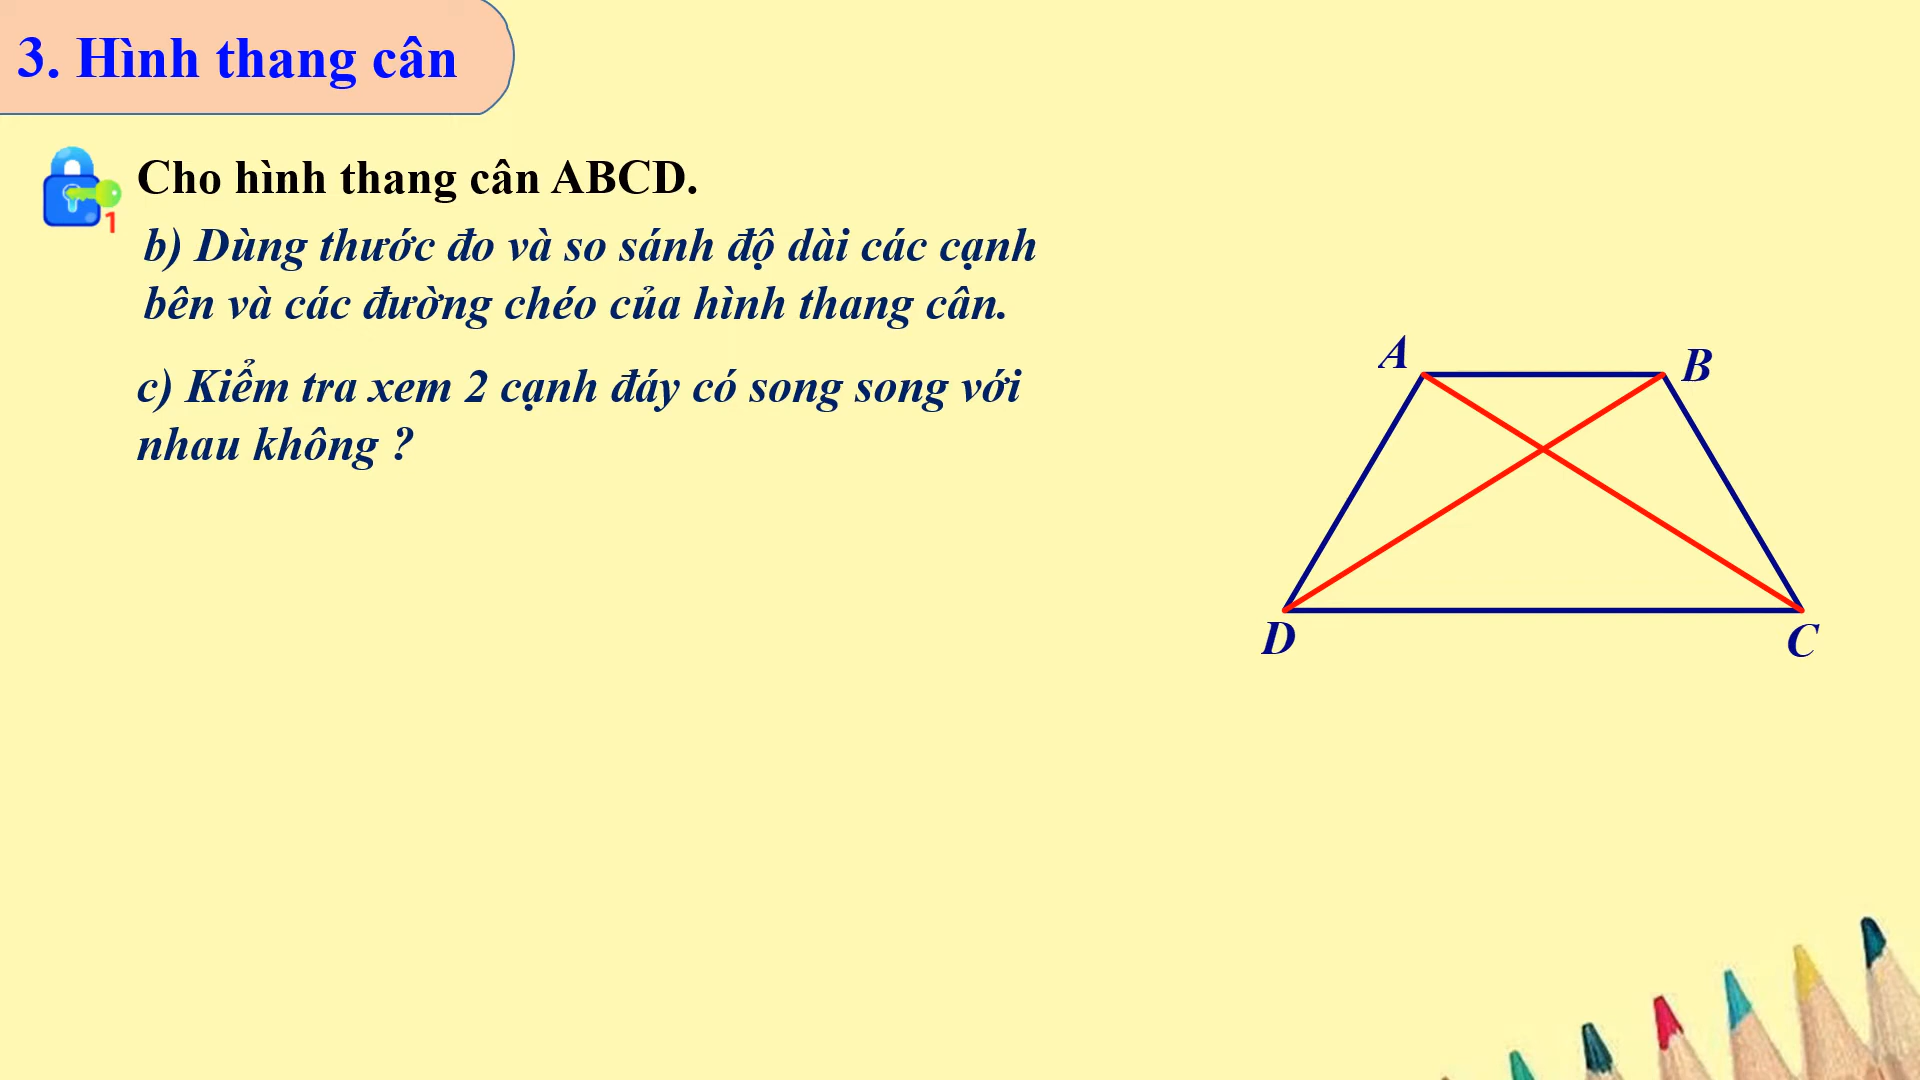 3. Hình thang cân
Cho hình thang cân ABCD.
1
b) Dùng thước đo và so sánh độ dài các cạnh
bên và các đường chéo của hình thang cân.
c) Kiểm tra xem 2 cạnh đáy có song song với
nhau không ?
A
B
D
C